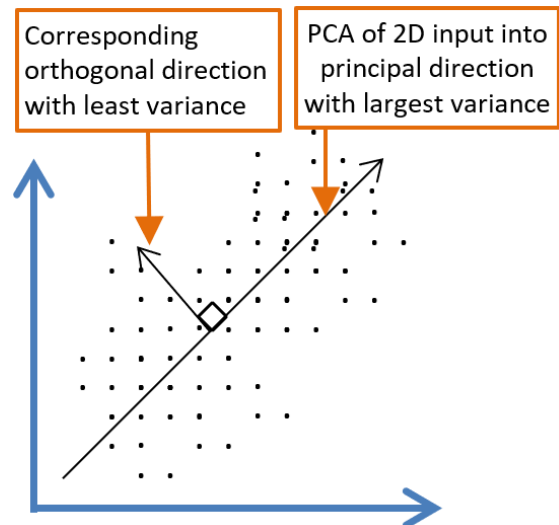 Corresponding
orthogonal direction
with least variance
PCA of 2D input into
principal direction
with largest variance